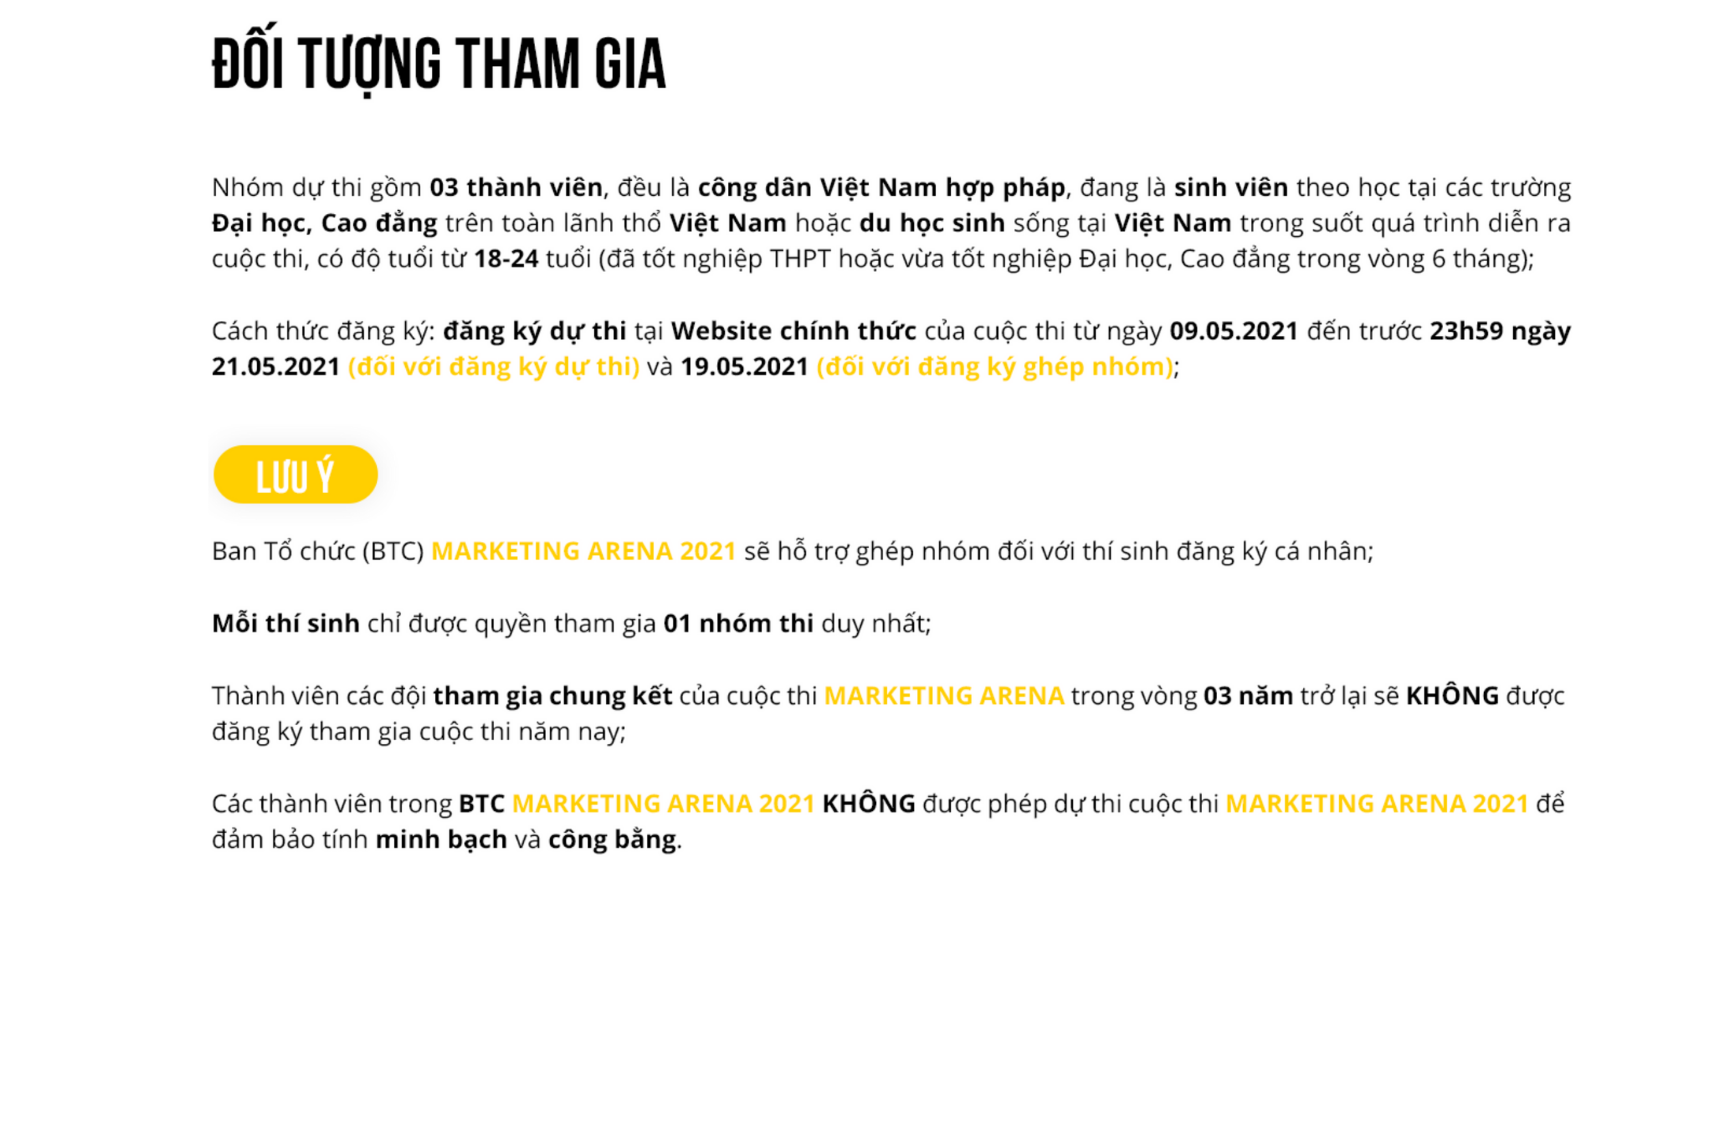 ĐỐI TƯỢNG THAM GIA
Nhóm dự thi gồm 03 thành viên, đều là công dân Việt Nam hợp pháp, đang là sinh viên theo học tại các trường
Đại học, Cao đẳng trên toàn lãnh thổ Việt Nam hoặc du học sinh sống tại Việt Nam trong suốt quá trình diễn ra
cuộc thi, có độ tuổi từ 18-24 tuổi (đã tốt nghiệp THPT hoặc vừa tốt nghiệp Đại học, Cao đẳng trong vòng 6 tháng);
Cách thức đăng ký: đăng ký dự thi tại Website chính thức của cuộc thi từ ngày 09.05.2021 đến trước 23h59 ngày
21.05.2021 (đối với đăng ký dự thi) và 19.05.2021 (đối với đăng ký ghép nhóm);
LƯU Ý
Ban Tổ chức (BTC) MARKETING ARENA 2021 sẽ hỗ trợ ghép nhóm đối với thí sinh đăng ký cá nhân;
Mỗi thí sinh chỉ được quyền tham gia 01 nhóm thi duy nhất;
Thành viên các đội tham gia chung kết của cuộc thi MARKETING ARENA trong vòng 03 năm trở lại sẽ KHÔNG được
đăng ký tham gia cuộc thi năm nay;
Các thành viên trong BTC MARKETING ARENA 2021 KHÔNG được phép dự thi cuộc thi MARKETING ARENA 2021 để
đảm bảo tính minh bạch và công bằng.